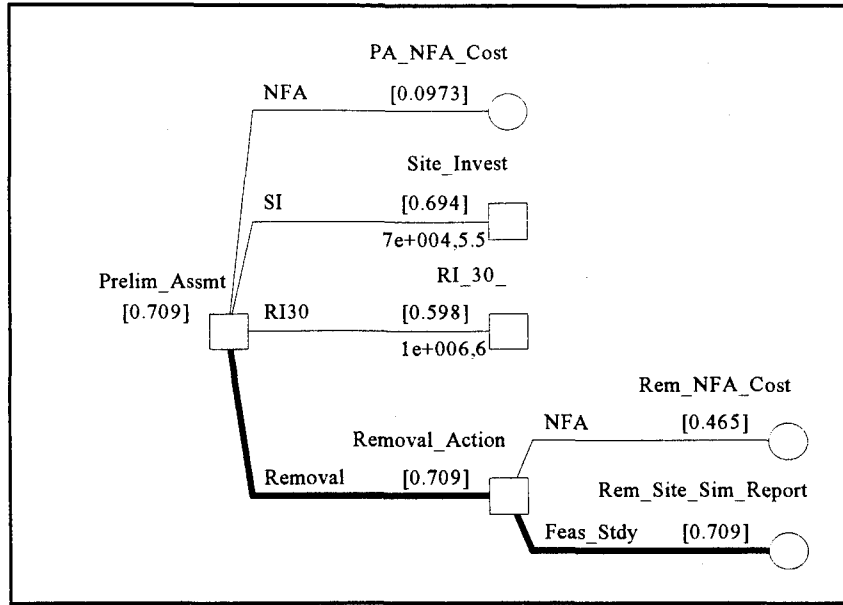 PA_NFA_Cost
NFA [0.0973]
Site_Invest
SI [0.694]
7e+004,5.5
Prelim_Assmt RI_30_
[0.709] RI30 [0.598]
1e+006,6
Rem_NFA_Cost
NFA [0.465]
Removal_Action
Removal [0.709]
Rem_Site_Sim_Report
Feas_Stdy [0.709]